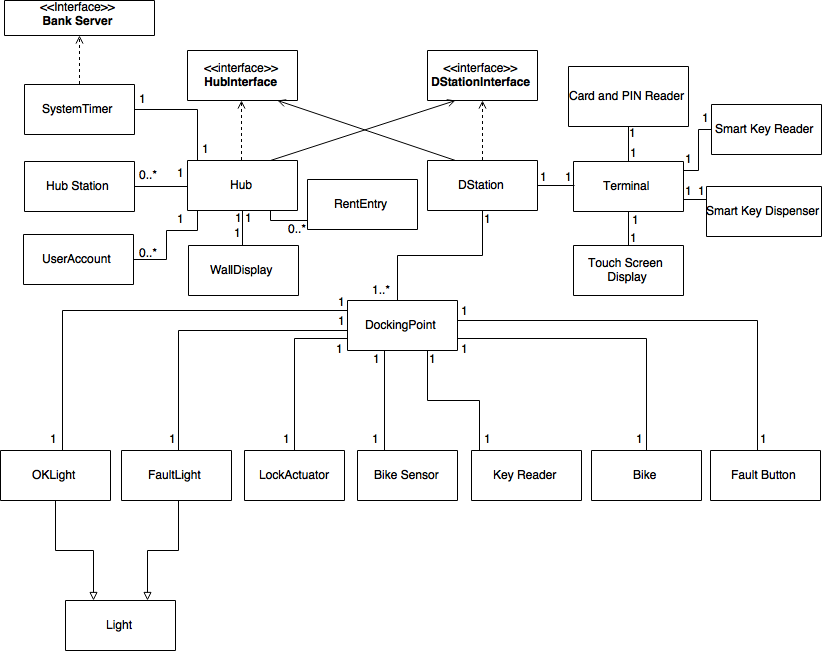 <<Interface>>
Bank Server
<<interface>>
HubInterface
<<interface>>
DStationInterface
Card and PIN Reader
SystemTimer
1
1
1
1
1
Smart Key Reader
1
Hub Station
0..*
1
Hub
RentEntry
DStation
1
1
Terminal
1
1
1
Smart Key Dispenser
1
1
1
1
0..*
1
1
1
UserAccount
0..*
WallDisplay
Touch Screen
Display
1..*
1
1
1
DockingPoint
1
1
1
1
1
1
1
1
1
1
1
1
OKLight
FaultLight
LockActuator
Bike Sensor
Key Reader
Bike
Fault Button
Light